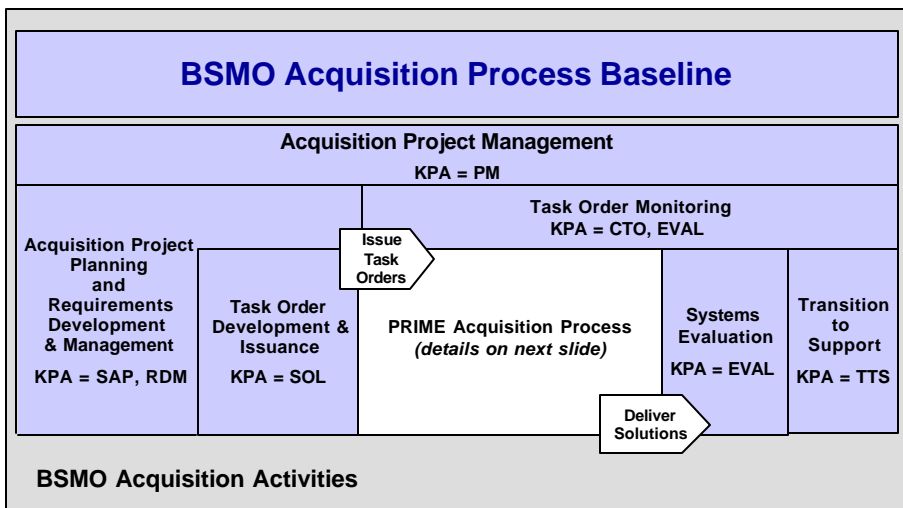 BSMO Acquisition Process Baseline
Acquisition Project Management
KPA = PM
Task Order Monitoring
KPA = CTO, EVAL
Acquisition Project
Planning
and
Requirements
Development
& Management
KPA = SAP, RDM
Task Order
Development &
Issuance
KPA = SOL
Issue
Task
Orders
PRIME Acquisition Process
(details on next slide)
Systems
Evaluation
KPA = EVAL
Transition
to
Support
KPA = TTS
Deliver
Solutions
BSMO Acquisition Activities